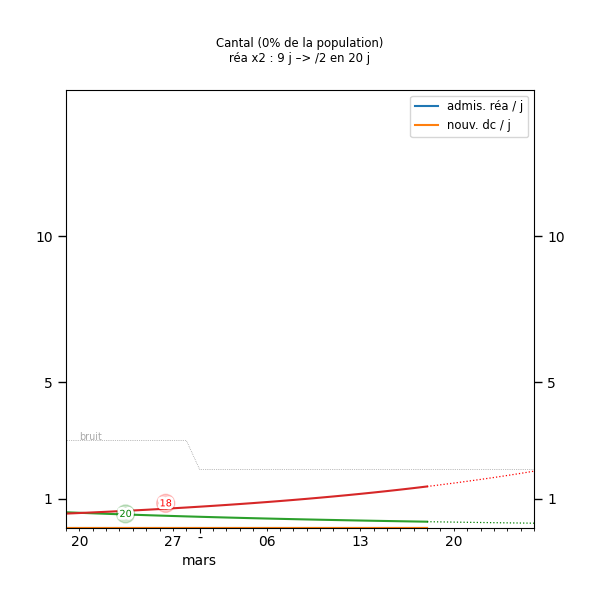 Cantal (0% de la population)
réa x2 : 9 j –> /2 en 20 j
admis. réa / j
nouv. dc / j
10 10
5 5
bruit
1 1
18
20
20 27 - 06 13 20
mars